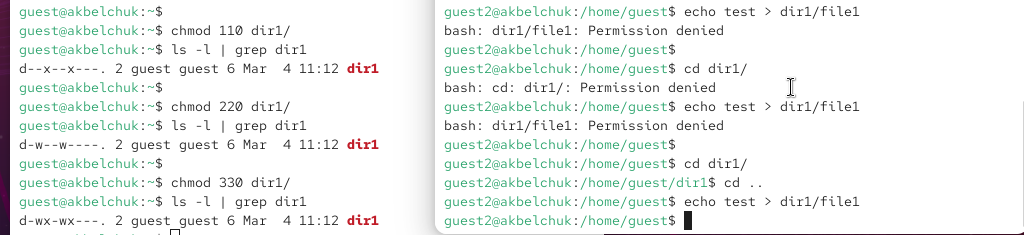 guest@akbelchuk:~$
guest@akbelchuk:~$ chmod 110 dir1/
guest@akbelchuk:~$ ls -l | grep dir1
d--x--x---. 2 guest guest 6 Mar  4 11:12 dir1
guest@akbelchuk:~$
guest@akbelchuk:~$ chmod 220 dir1/
guest@akbelchuk:~$ ls -l | grep dir1
d-w--w----. 2 guest guest 6 Mar  4 11:12 dir1
guest@akbelchuk:~$
guest@akbelchuk:~$ chmod 330 dir1/
guest@akbelchuk:~$ ls -l | grep dir1
d-wx-wx---. 2 guest guest 6 Mar  4 11:12 dir1
guest2@akbelchuk:/home/guest$ echo test > dir1/file1
bash: dir1/file1: Permission denied
guest2@akbelchuk:/home/guest$
guest2@akbelchuk:/home/guest$ cd dir1/
bash: cd: dir1/: Permission denied
guest2@akbelchuk:/home/guest$ echo test > dir1/file1
bash: dir1/file1: Permission denied
guest2@akbelchuk:/home/guest$
guest2@akbelchuk:/home/guest$ cd dir1/
guest2@akbelchuk:/home/guest/dir1$ cd ..
guest2@akbelchuk:/home/guest$ echo test > dir1/file1
guest2@akbelchuk:/home/guest$